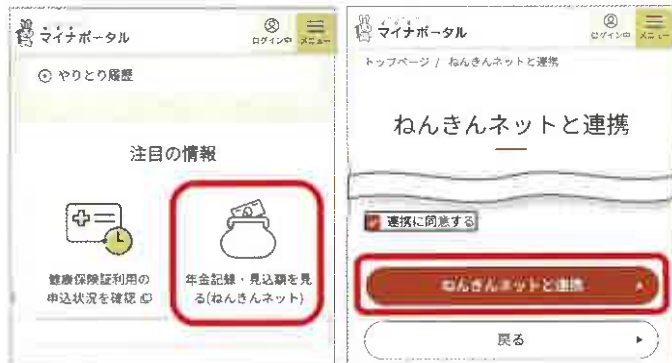 マイナポータル
ログイン中
メニュー
やりとり履歴
注目の情報
健康保険証利用の
申込状況を確認
年金記録・見込額を見
る(ねんきんネット)
マイナポータル
ログイン中
メニュー
トップページ / ねんきんネットと連携
ねんきんネットと連携
連携に同意する
ねんきんネットと連携
戻る